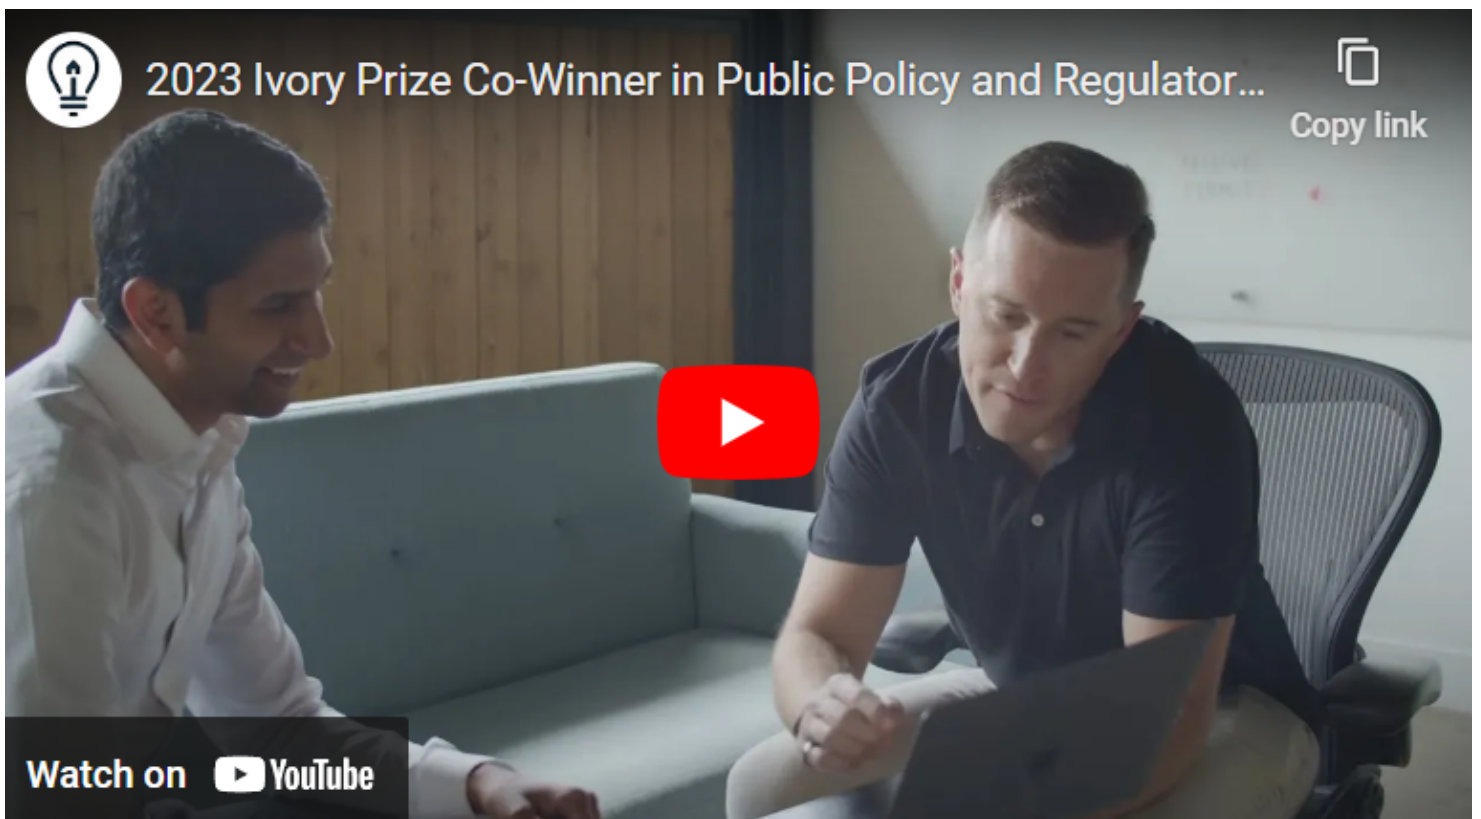 2023 Ivory Prize Co-Winner in Public Policy and Regulator...
Copy link
Watch on YouTube